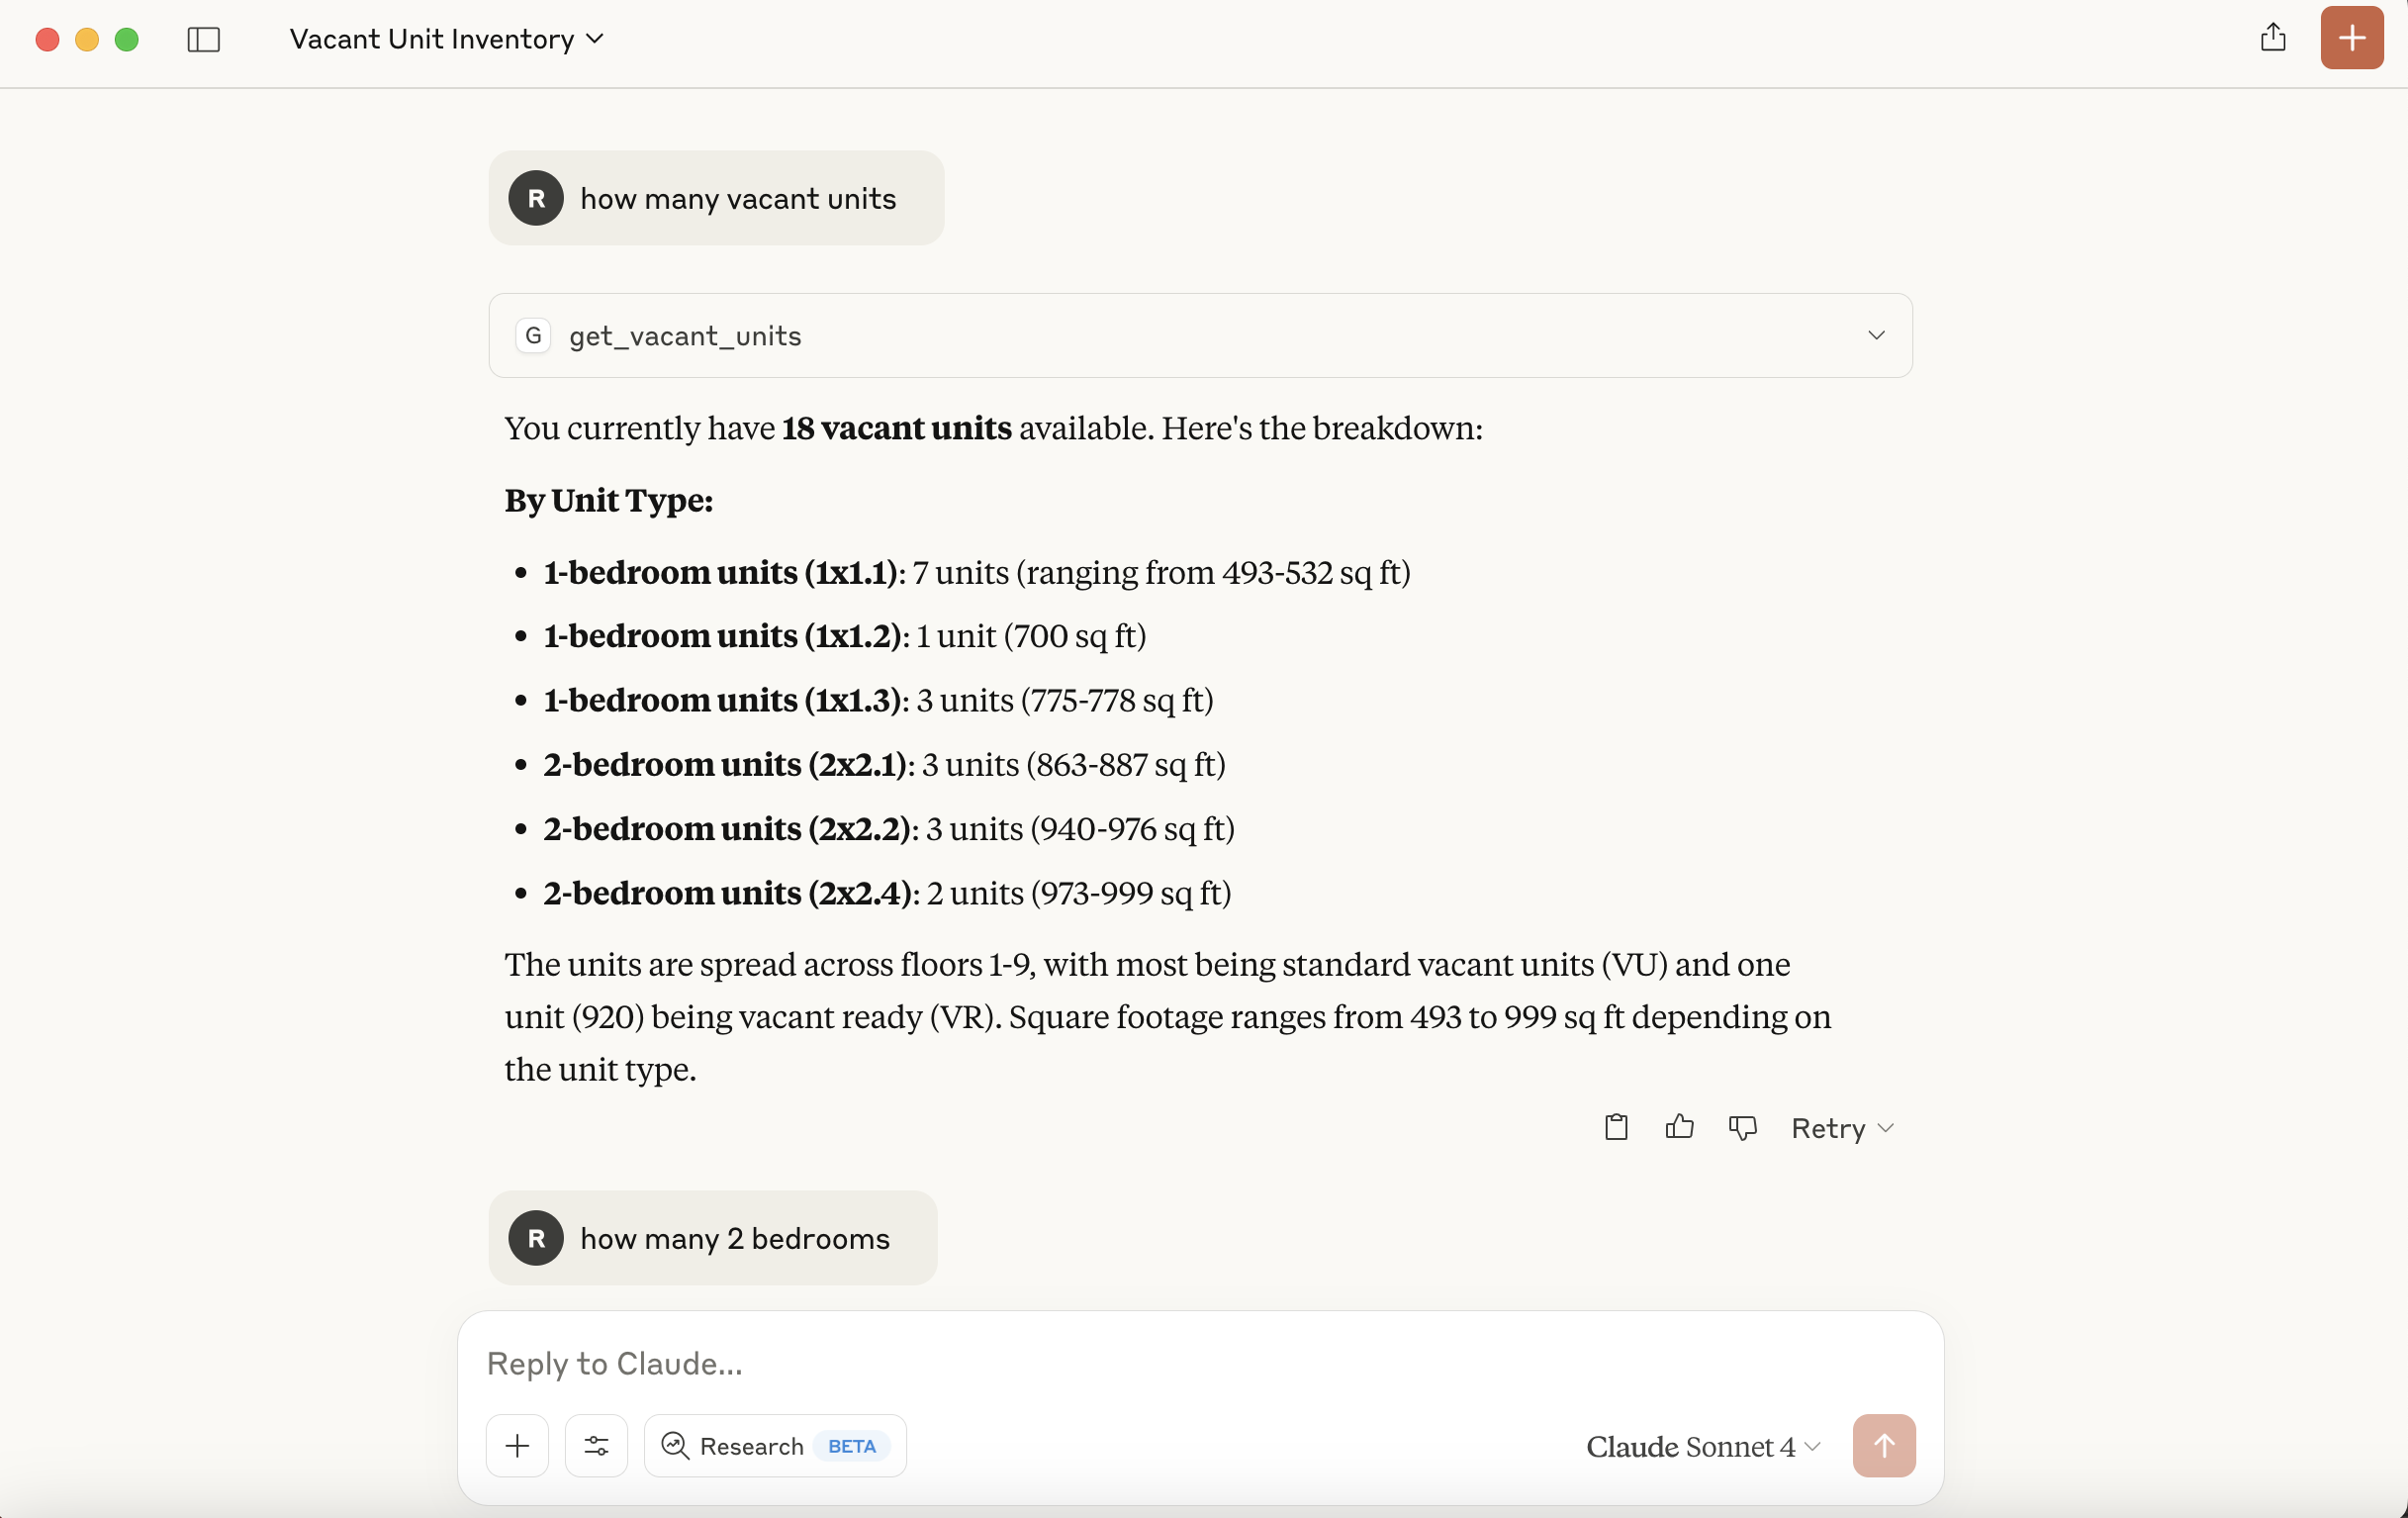 Vacant Unit Inventory
R how many vacant units
G get_vacant_units
You currently have 18 vacant units available. Here's the breakdown:
By Unit Type:
• 1-bedroom units (1x1.1): 7 units (ranging from 493-532 sq ft)
• 1-bedroom units (1x1.2): 1 unit (700 sq ft)
• 1-bedroom units (1x1.3): 3 units (775-778 sq ft)
• 2-bedroom units (2x2.1): 3 units (863-887 sq ft)
• 2-bedroom units (2x2.2): 3 units (940-976 sq ft)
• 2-bedroom units (2x2.4): 2 units (973-999 sq ft)
The units are spread across floors 1-9, with most being standard vacant units (VU) and one
unit (920) being vacant ready (VR). Square footage ranges from 493 to 999 sq ft depending on
the unit type.
Retry
R how many 2 bedrooms
Reply to Claude...
Research BETA
Claude Sonnet 4